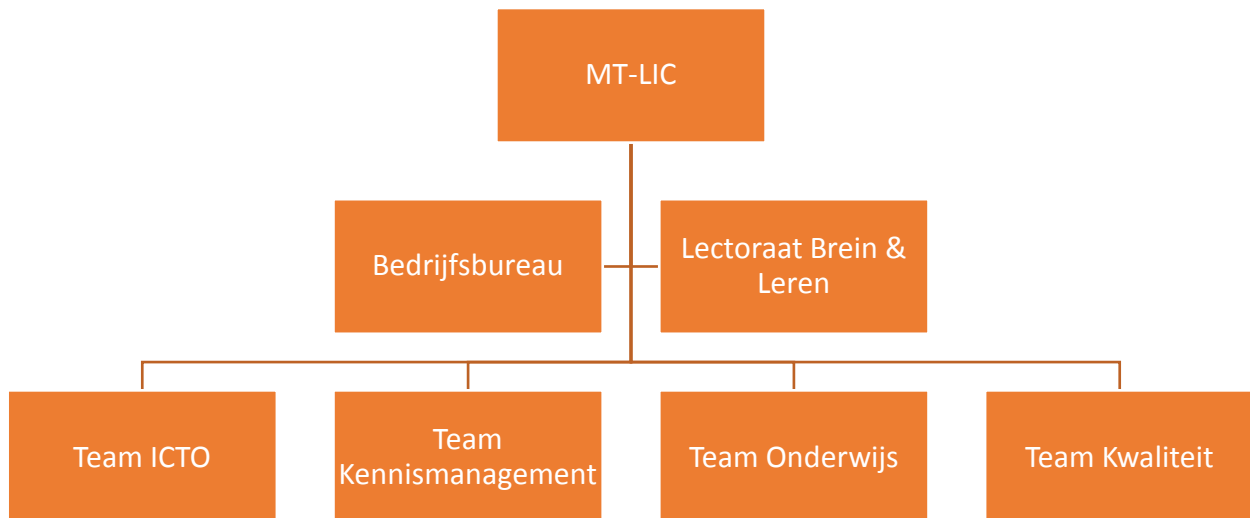 MT-LIC
Bedrijfsbureau
Lectoraat Brein &
Leren
Team ICTO
Team
Kennismanagement
Team Onderwijs
Team Kwaliteit